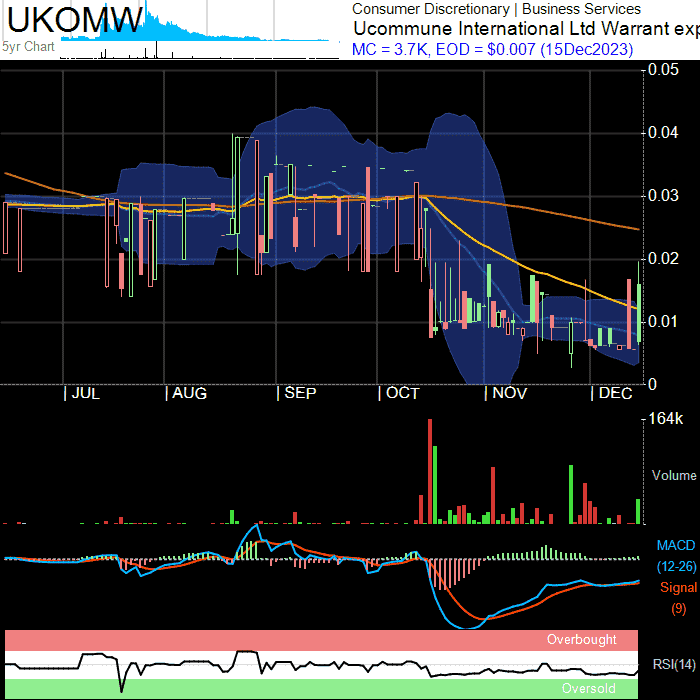 UKOMW
5yr Chart
Consumer Discretionary | Business Services
Ucommune International Ltd Warrant exp
MC = 3.7K, EOD = $0.007 (15Dec2023)
0.05
0.04
0.03
0.02
0.01
0
| JUL | AUG | SEP | OCT | NOV | DEC
164k
Volume
MACD
(12-26)
Signal
(9)
Overbought
RSI(14)
Oversold